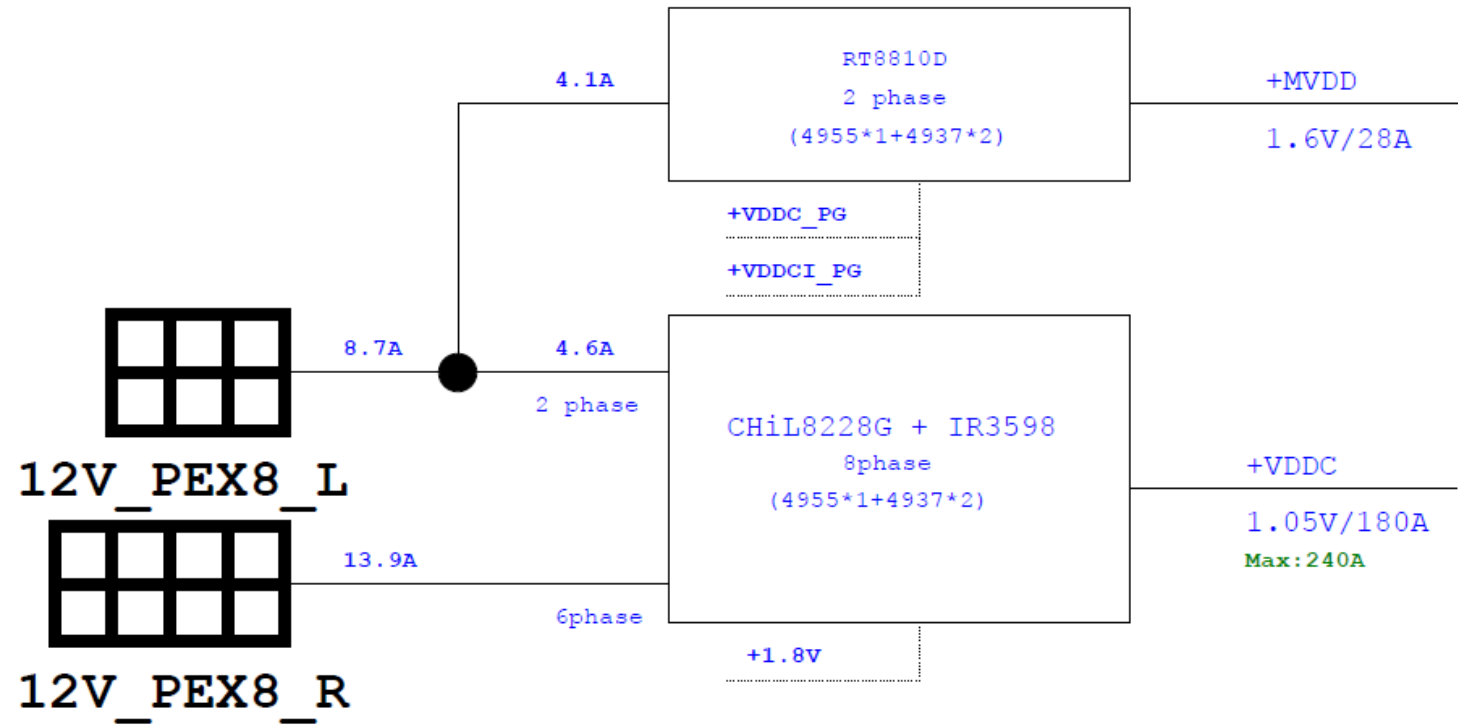 4.1A
RT8810D
2 phase
(4955*1+4937*2)
+MVDD
1.6V/28A
+VDDC_PG
+VDDCI_PG
8.7A
4.6A
2 phase
12V_PEX8_L
CHiL8228G + IR3598
8phase
(4955*1+4937*2)
+VDDC
1.05V/180A
Max:240A
13.9A
6phase
12V_PEX8_R
+1.8V